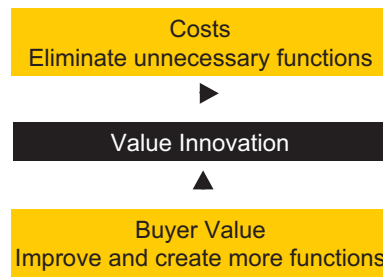 Costs
Eliminate unnecessary functions
Value Innovation
Buyer Value
Improve and create more functions